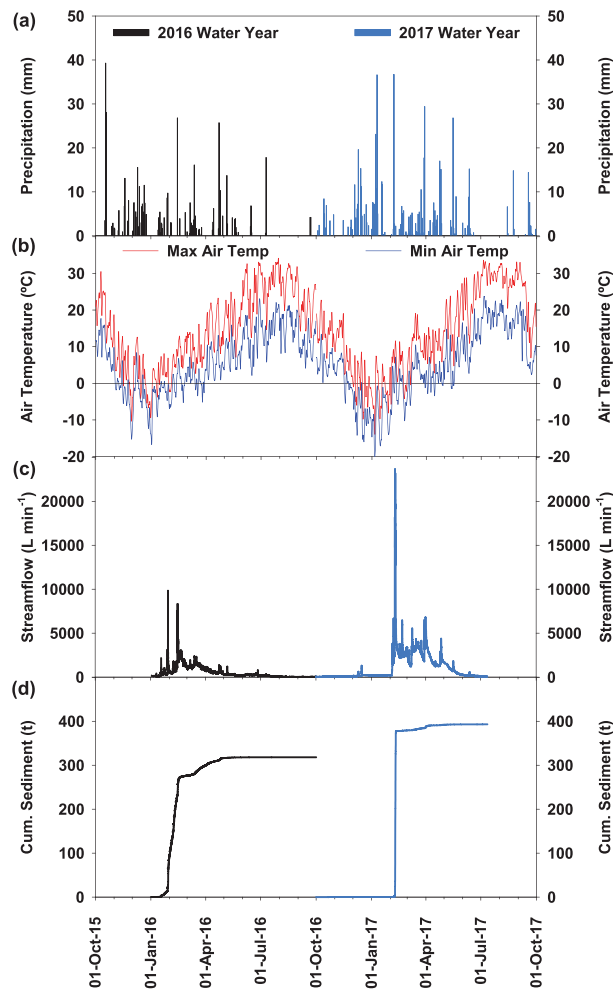 (a)
50 2016 Water Year 2017 Water Year 50
40 40
30 30
20 20
10 10
0 0
Precipitation (mm)
Precipitation (mm)
(b)
Max Air Temp Min Air Temp
30 30
20 20
10 10
0 0
-10 -10
-20 -20
Air Temperature (ºC)
Air Temperature (ºC)
(c)
20000 20000
15000 15000
10000 10000
5000 5000
0 0
Streamflow (L min-1)
Streamflow (L min-1)
(d)
400 400
300 300
200 200
100 100
0 0
Cum. Sediment (t)
Cum. Sediment (t)
01-Oct-15
01-Jan-16
01-Apr-16
01-Jul-16
01-Oct-16
01-Jan-17
01-Apr-17
01-Jul-17
01-Oct-17